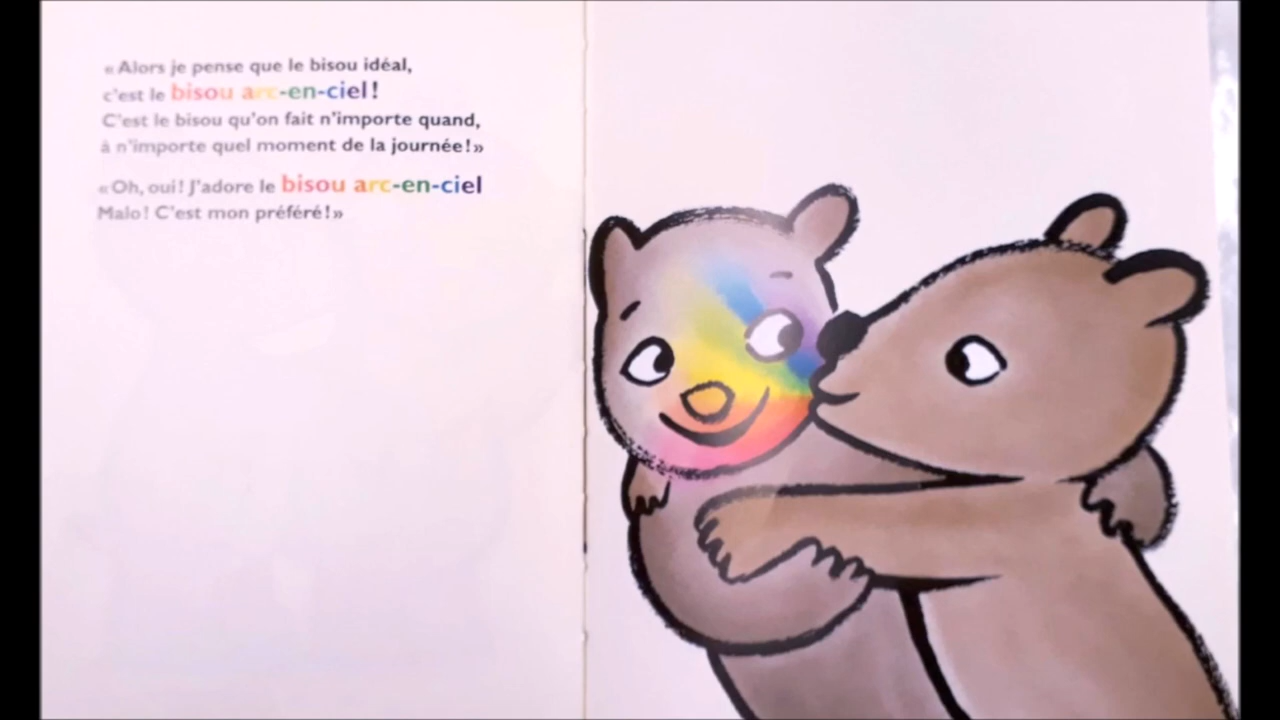 «Alors je pense que le bisou idéal,
c'est le bisou arc-en-ciel!
C'est le bisou qu'on fait n'importe quand,
à n'importe quel moment de la journée!»
«Oh, oui! J'adore le bisou arc-en-ciel
Malo! C'est mon préféré!»